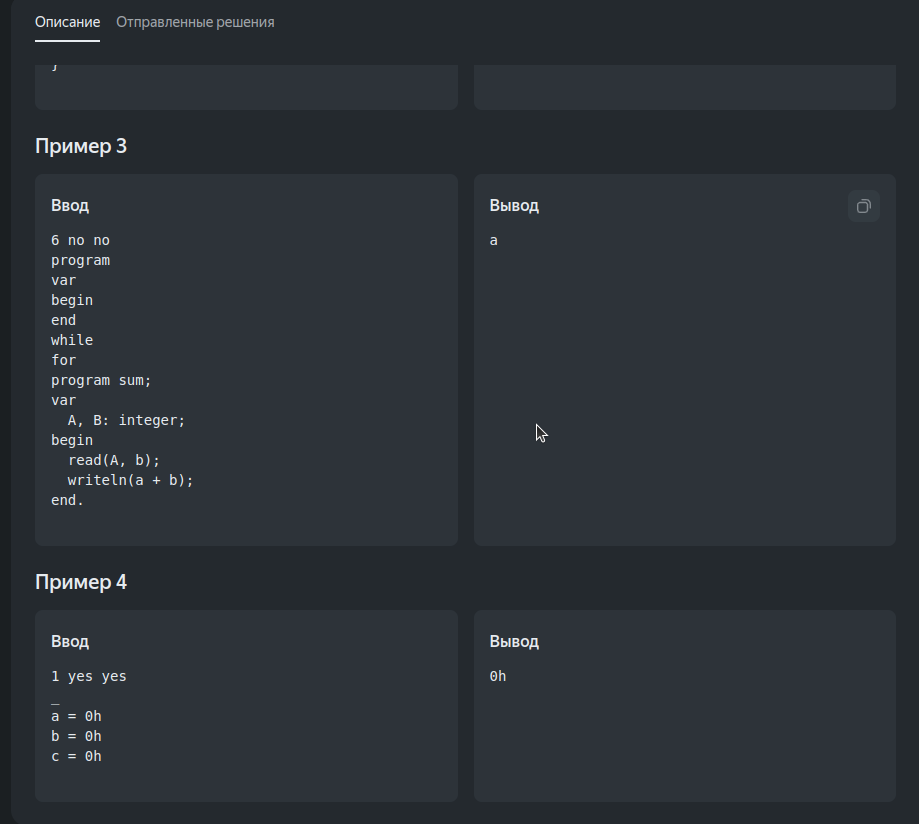 Описание Отправленные решения
}
Пример 3
Ввод
6 no no
program
var
begin
end
while
for
program sum;
var
  A, B: integer;
begin
  read(A, b);
  writeln(a + b);
end.
Вывод
a
Пример 4
Ввод
1 yes yes
_
a = 0h
b = 0h
c = 0h
Вывод
0h